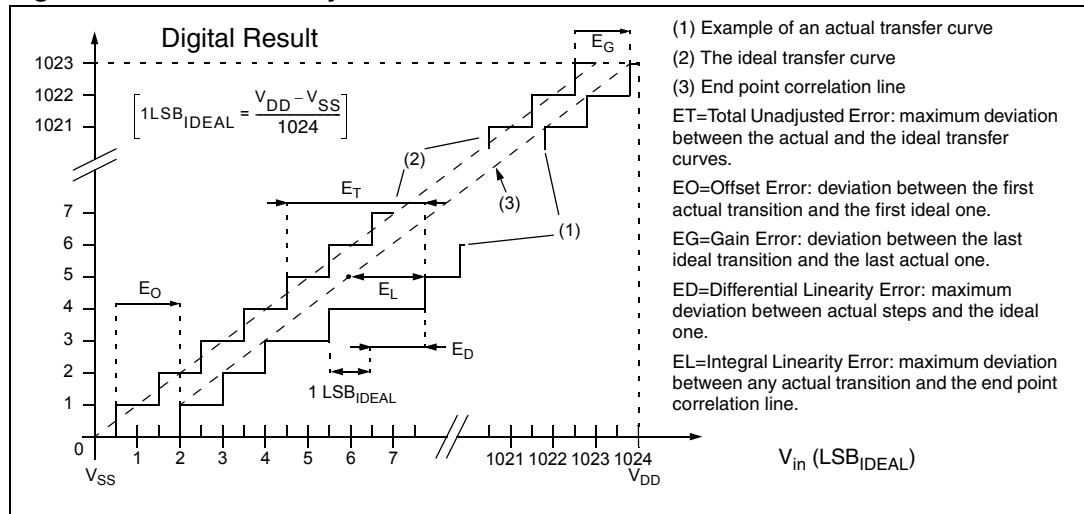 Digital Result
1LSB_IDEAL = (V_DD – V_SS) / 1024
1023
1022
1021
7
6
5
4
3
2
1
0
E_G
(2)
(3)
(1)
E_T
(1)
E_O
E_L
E_D
1 LSB_IDEAL
1 2 3 4 5 6 7 1021 1022 1023 1024
V_SS
V_DD
V_in (LSB_IDEAL)
(1) Example of an actual transfer curve
(2) The ideal transfer curve
(3) End point correlation line
ET=Total Unadjusted Error: maximum deviation
between the actual and the ideal transfer
curves.
EO=Offset Error: deviation between the first
actual transition and the first ideal one.
EG=Gain Error: deviation between the last
ideal transition and the last actual one.
ED=Differential Linearity Error: maximum
deviation between actual steps and the ideal
one.
EL=Integral Linearity Error: maximum deviation
between any actual transition and the end point
correlation line.